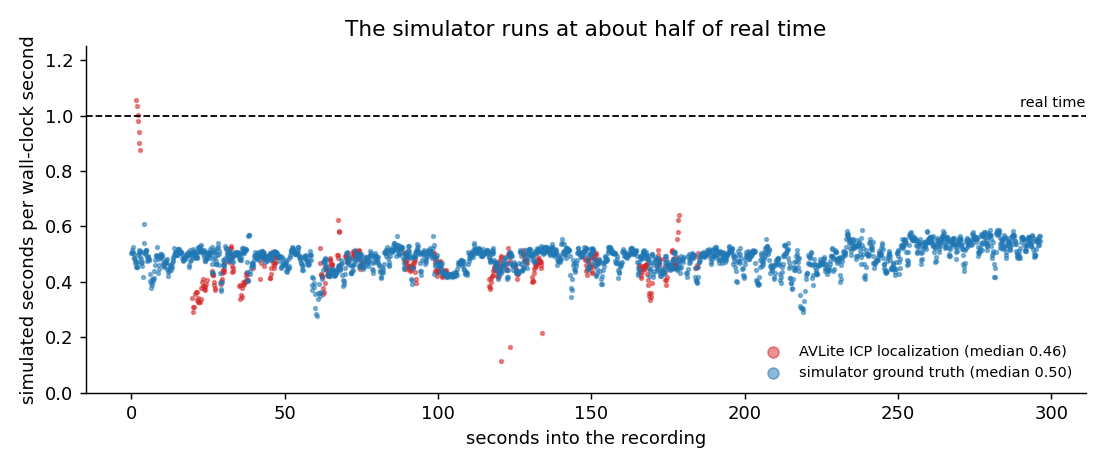 The simulator runs at about half of real time
simulated seconds per wall-clock second
1.2
1.0
0.8
0.6
0.4
0.2
0.0
real time
AVLite ICP localization (median 0.46)
simulator ground truth (median 0.50)
0 50 100 150 200 250 300
seconds into the recording